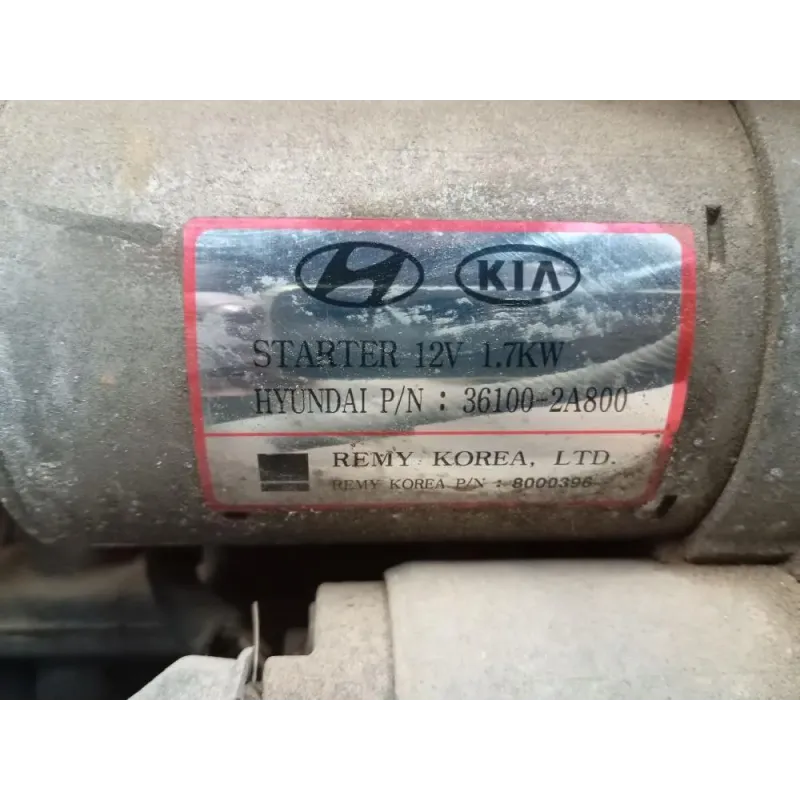 KIA
STARTER 12V 1.7KW
HYUNDAI P/N : 36100-2A800
REMY KOREA, LTD.
REMY KOREA P/N : 8000396